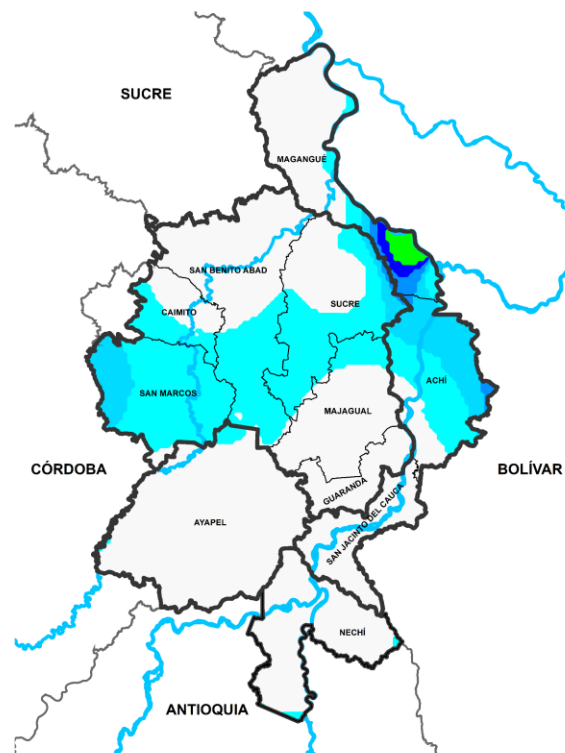 SUCRE
MAGANGUÉ
SAN BENITO ABAD
CAIMITO
SUCRE
SAN MARCOS
ACHÍ
MAJAGUAL
CÓRDOBA
BOLÍVAR
GUARANDA
AYAPEL
SAN JACINTO DEL CAUCA
NECHÍ
ANTIOQUIA